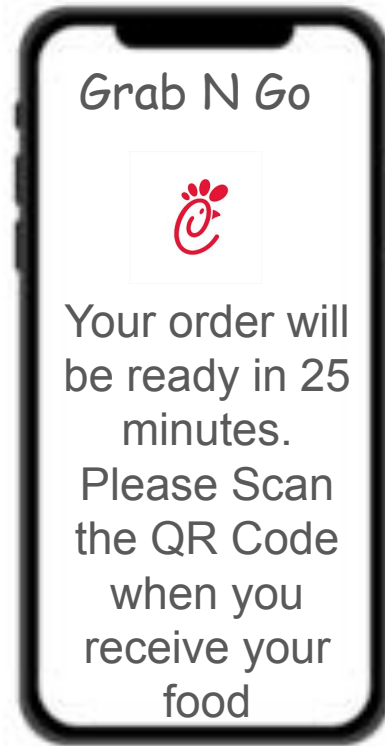 Grab N Go
Your order will
be ready in 25
minutes.
Please Scan
the QR Code
when you
receive your
food